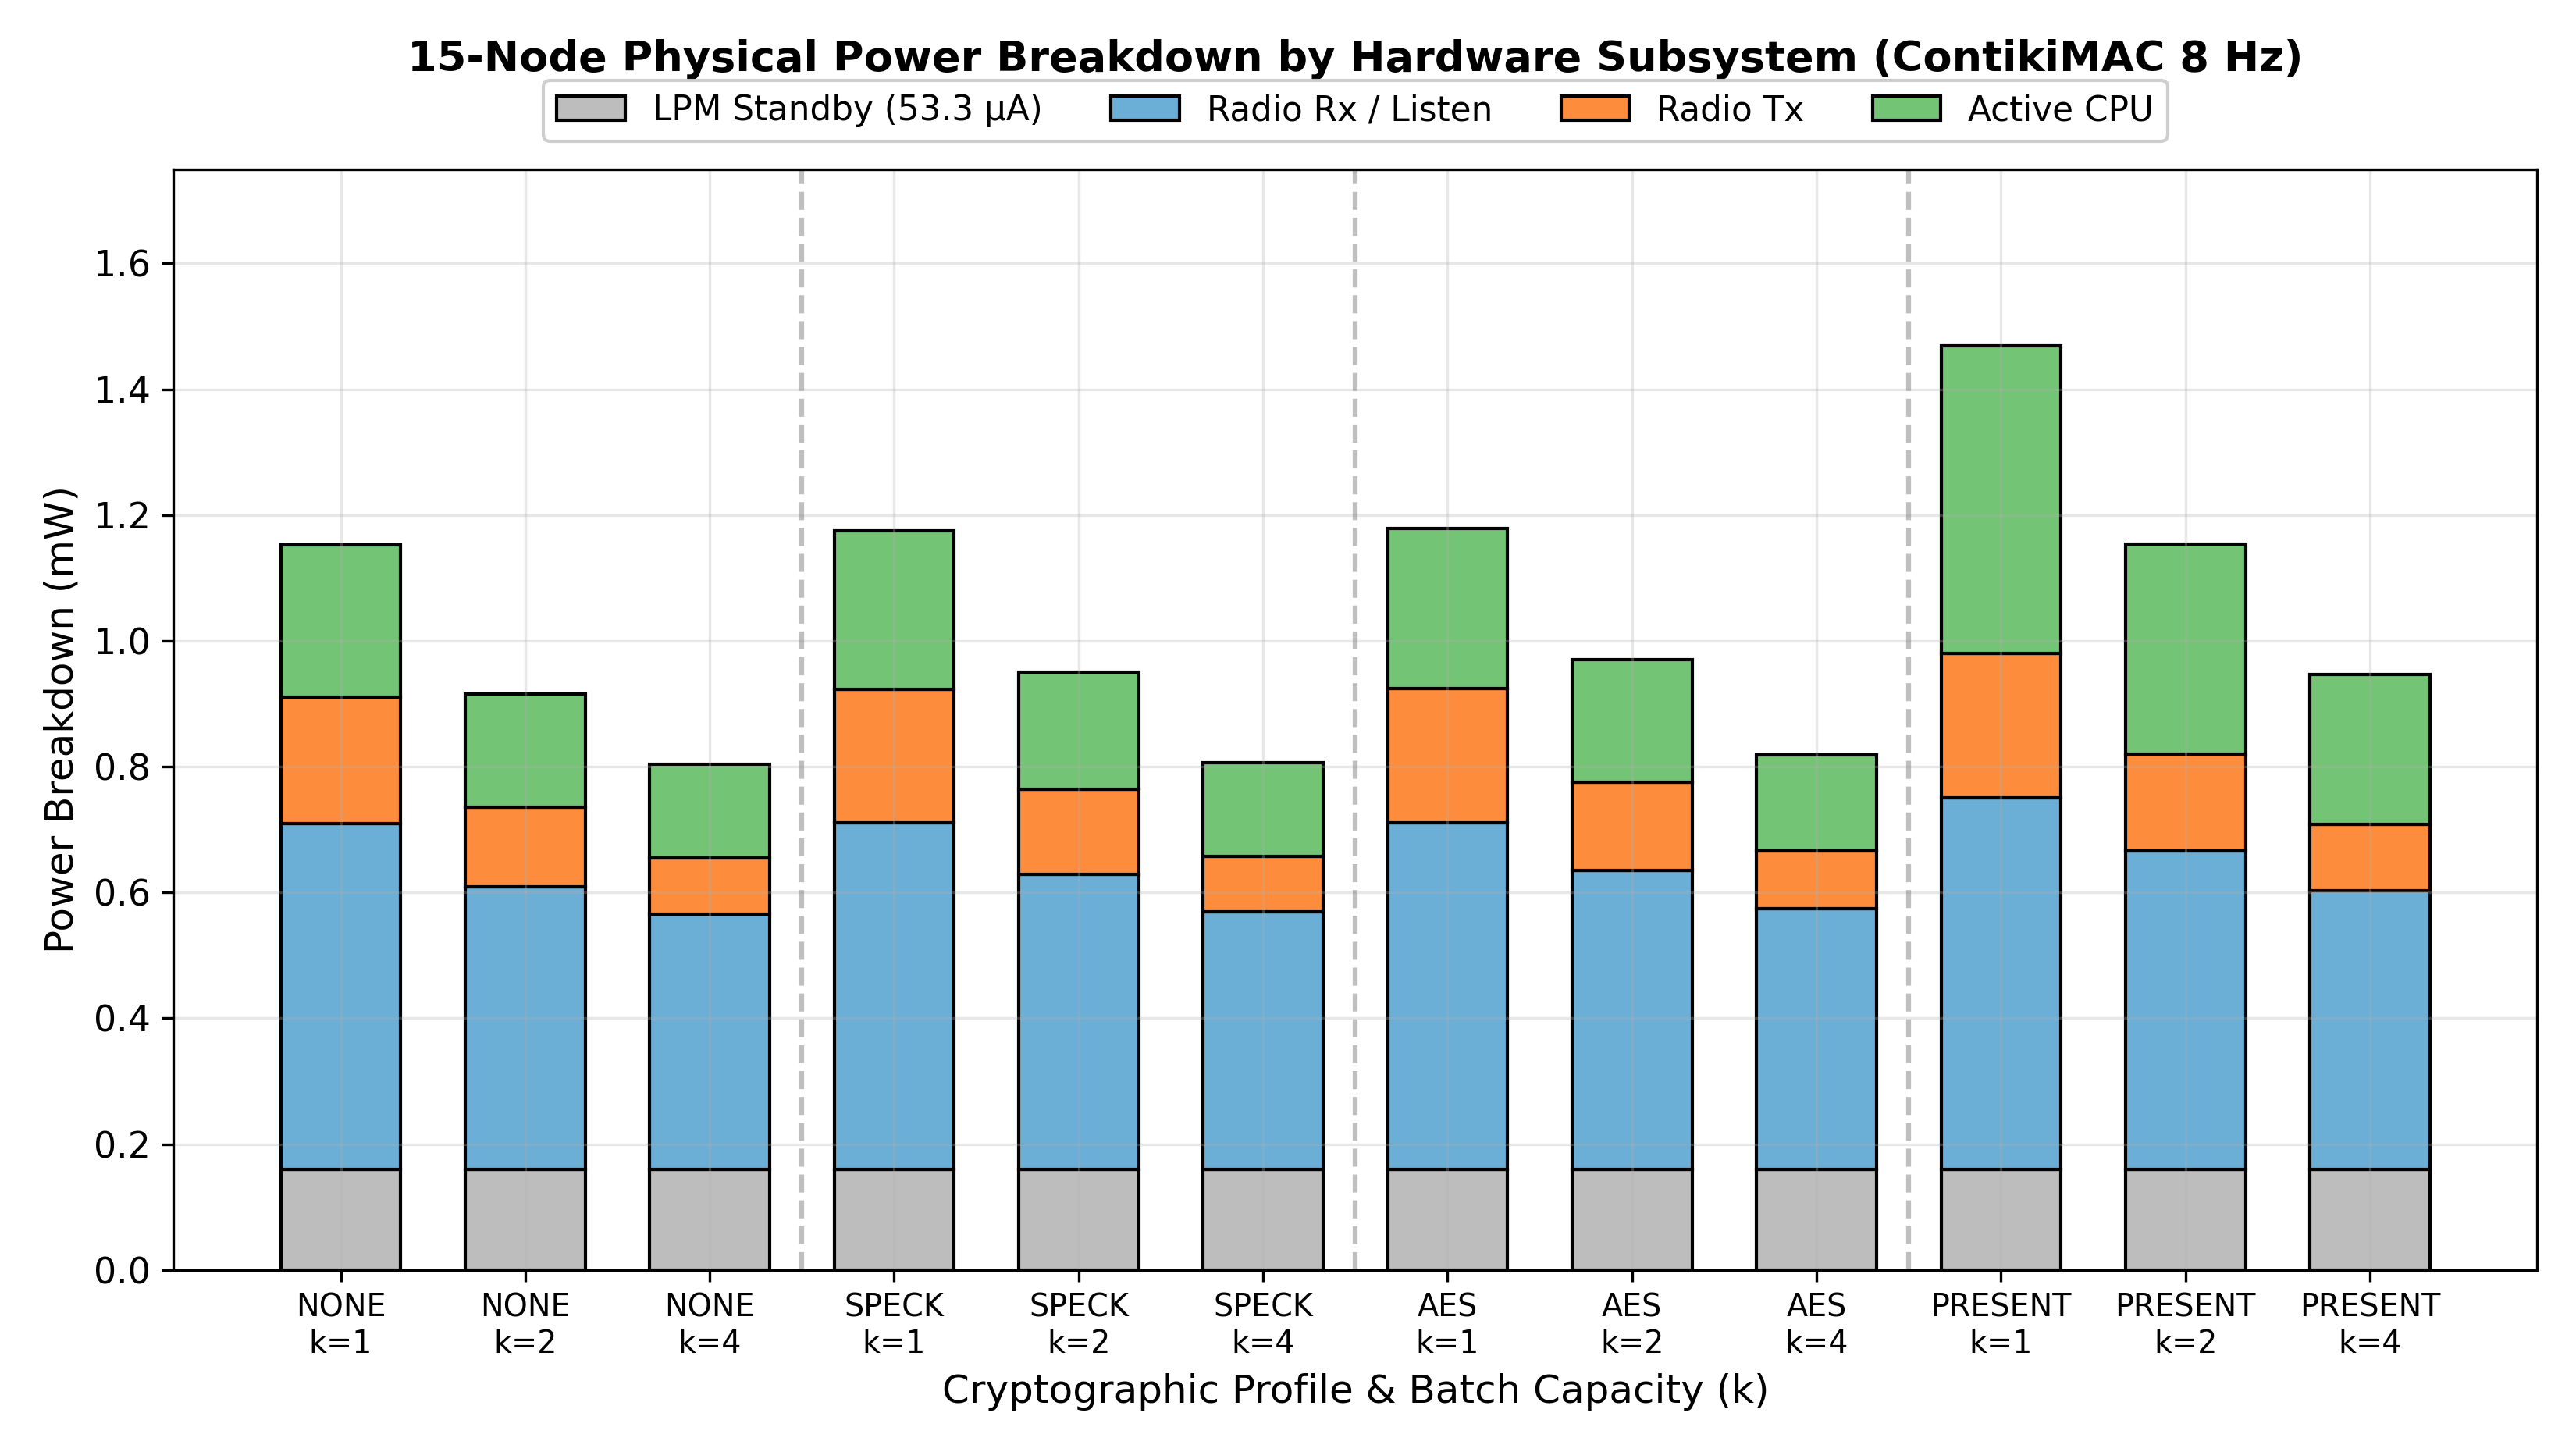 15-Node Physical Power Breakdown by Hardware Subsystem (ContikiMAC 8 Hz)
LPM Standby (53.3 µA) Radio Rx / Listen Radio Tx Active CPU
Power Breakdown (mW)
1.6
1.4
1.2
1.0
0.8
0.6
0.4
0.2
0.0
NONE NONE NONE SPECK SPECK SPECK AES AES AES PRESENT PRESENT PRESENT
k=1 k=2 k=4 k=1 k=2 k=4 k=1 k=2 k=4 k=1 k=2 k=4
Cryptographic Profile & Batch Capacity (k)